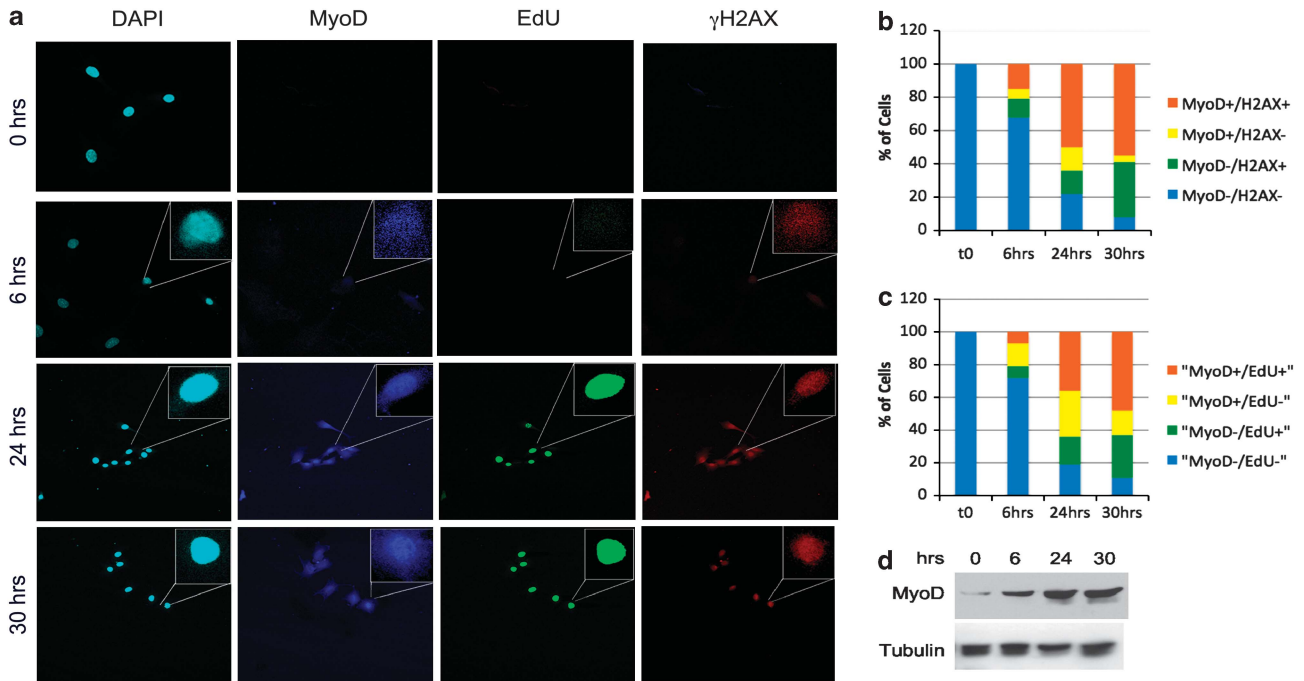 a
DAPI MyoD EdU γH2AX
0 hrs
6 hrs
24 hrs
30 hrs
b
120
100
80
60
40
20
0
% of Cells
t0 6hrs 24hrs 30hrs
MyoD+/H2AX+
MyoD+/H2AX-
MyoD-/H2AX+
MyoD-/H2AX-
c
120
100
80
60
40
20
0
% of Cells
t0 6hrs 24hrs 30hrs
"MyoD+/EdU+"
"MyoD+/EdU-"
"MyoD-/EdU+"
"MyoD-/EdU-"
d
hrs 0 6 24 30
MyoD
Tubulin